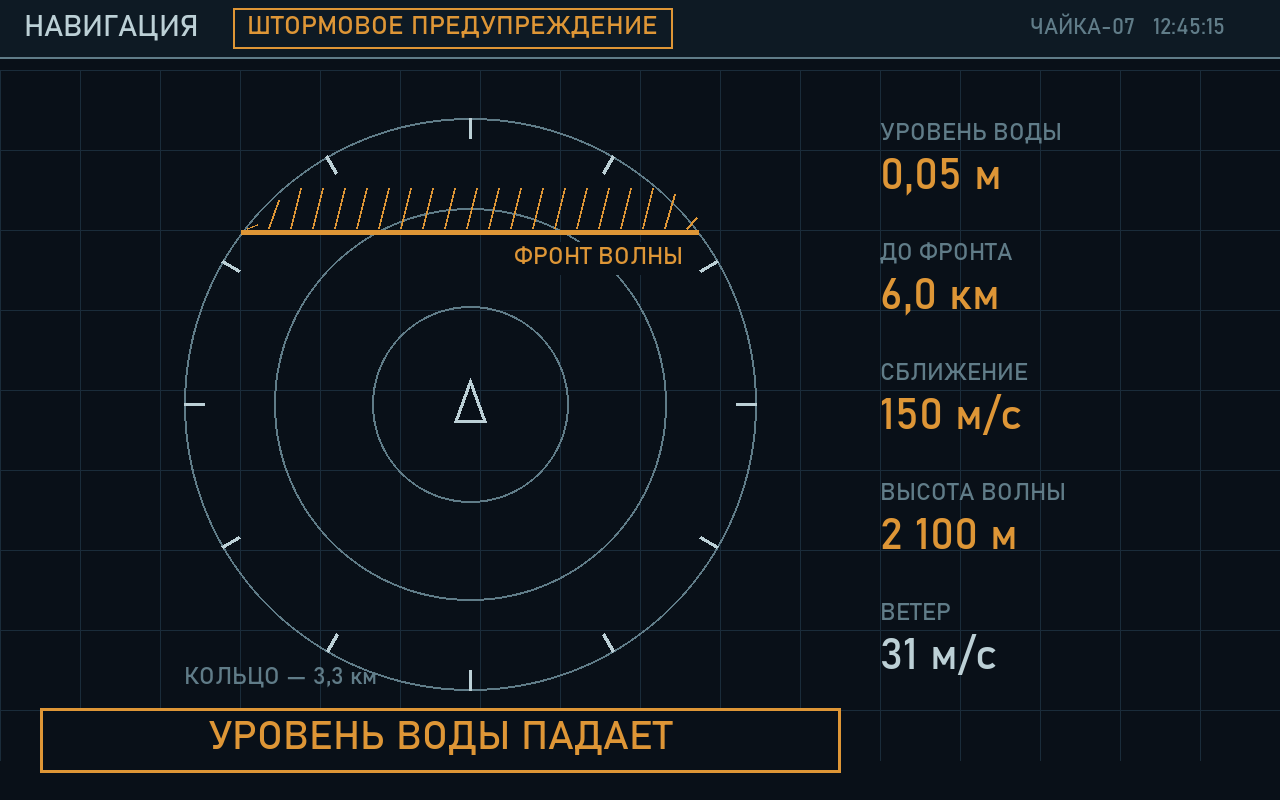 НАВИГАЦИЯ
ШТОРМОВОЕ ПРЕДУПРЕЖДЕНИЕ
ЧАЙКА-07 12:45:15
УРОВЕНЬ ВОДЫ
0,05 м
ФРОНТ ВОЛНЫ
ДО ФРОНТА
6,0 км
СБЛИЖЕНИЕ
150 м/с
ВЫСОТА ВОЛНЫ
2 100 м
ВЕТЕР
31 м/с
КОЛЬЦО — 3,3 км
УРОВЕНЬ ВОДЫ ПАДАЕТ